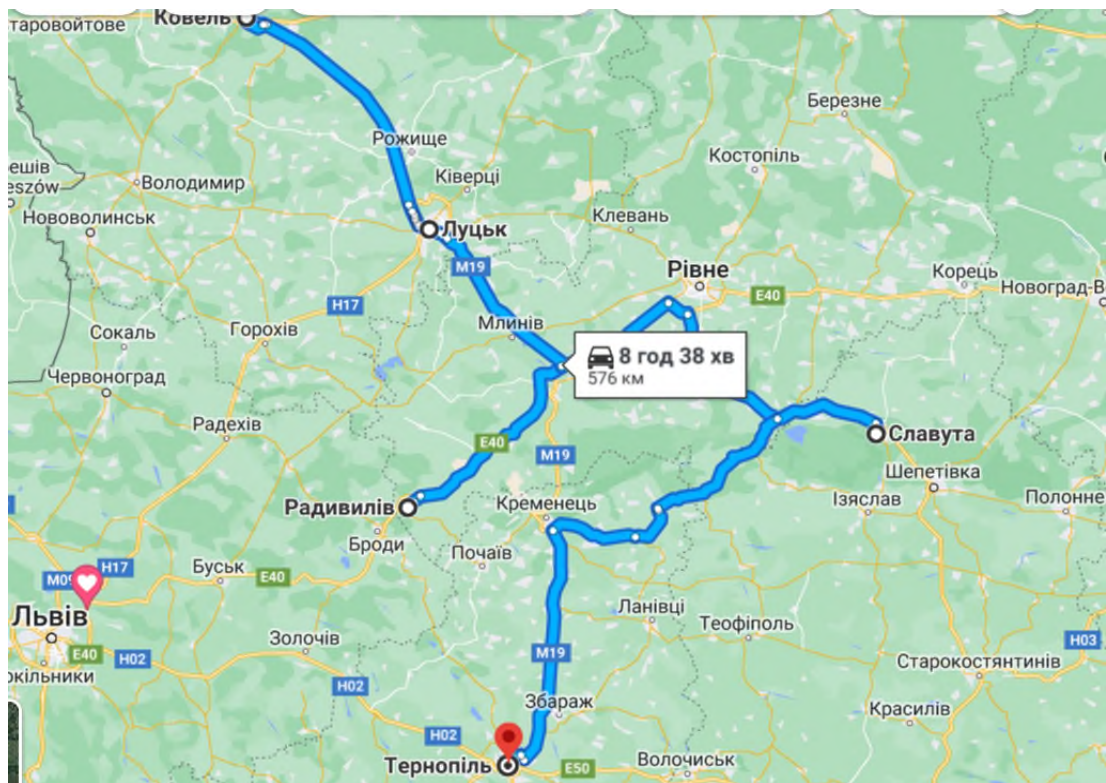 таровойтове
Ковель
Березне
Рожище
Костопіль
ешів
eszów
Володимир
Ківерці
Нововолинськ
Клевань
Луцьк
M19
Рівне
Корець
E40
Новоград-В
H17
Млинів
Сокаль
Горохів
8 год 38 хв
576 км
Червоноград
Радехів
E40
Славута
M19
Шепетівка
Радивилів
Кременець
Ізяслав
Полонне
Броди
Почаїв
H17
M09
Буськ
E40
Львів
Ланівці
Теофіполь
Золочів
H03
E40
H02
M19
окільники
Старокостянтинів
H02
Збараж
Красилів
H02
Тернопіль
E50
Волочиськ